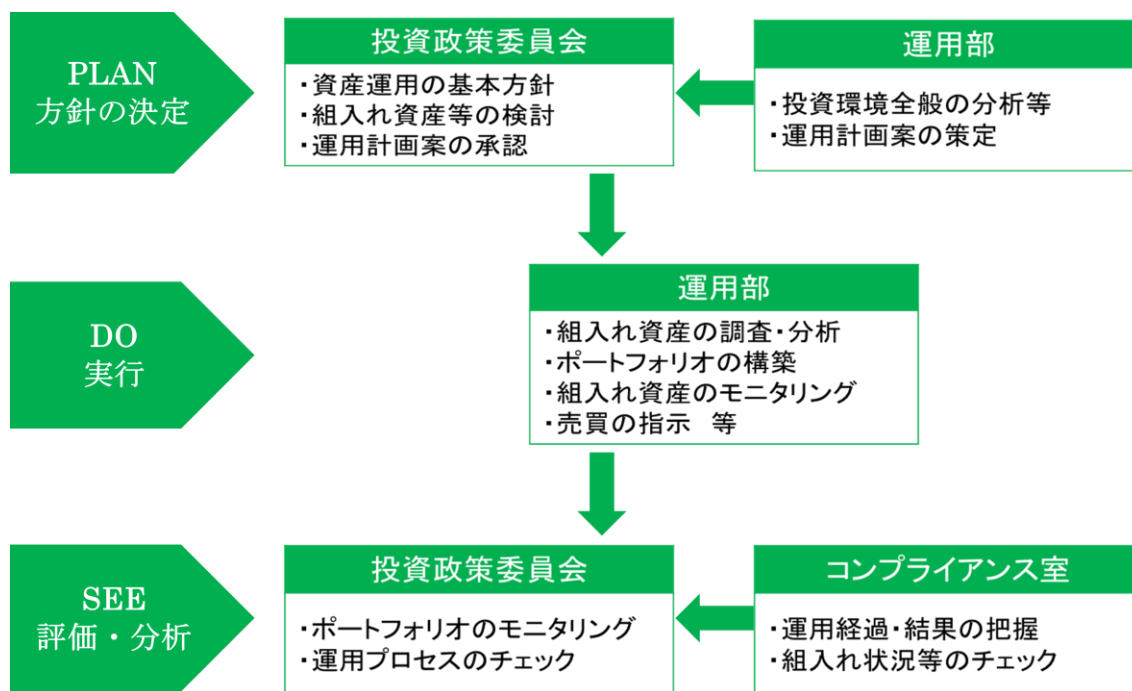 PLAN
方針の決定
投資政策委員会
・資産運用の基本方針
・組入れ資産等の検討
・運用計画案の承認
運用部
・投資環境全般の分析等
・運用計画案の策定
DO
実行
運用部
・組入れ資産の調査・分析
・ポートフォリオの構築
・組入れ資産のモニタリング
・売買の指示　等
SEE
評価・分析
投資政策委員会
・ポートフォリオのモニタリング
・運用プロセスのチェック
コンプライアンス室
・運用経過・結果の把握
・組入れ状況等のチェック